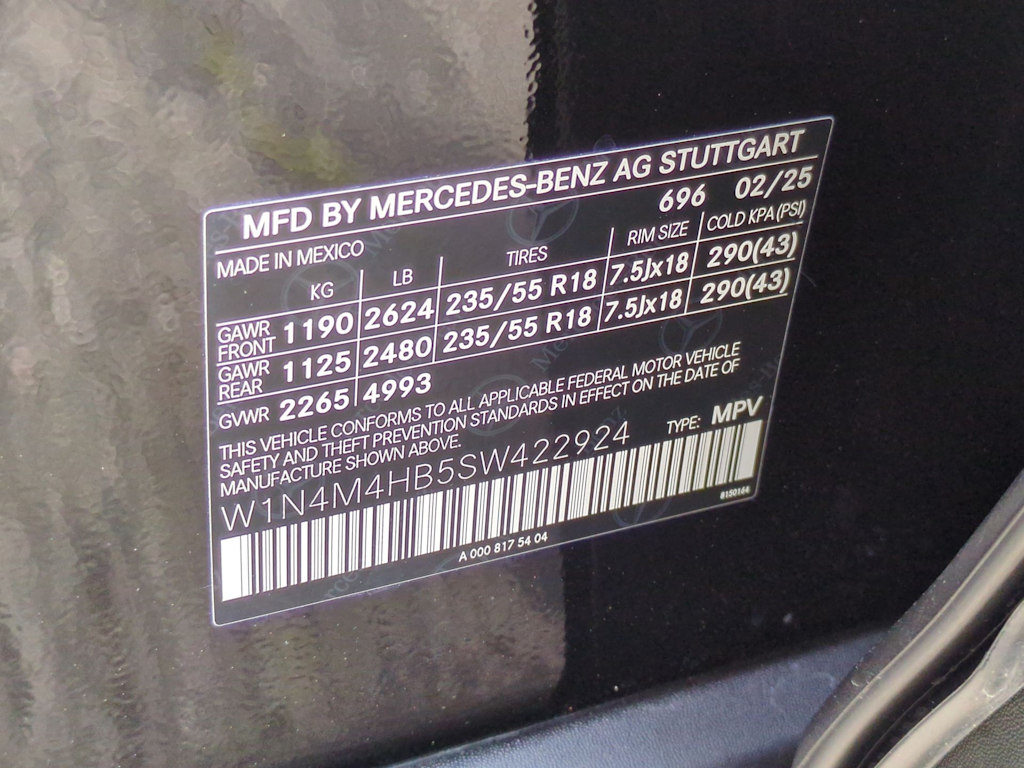 MFD BY MERCEDES-BENZ AG STUTTGART
MADE IN MEXICO 696 02/25
KG LB TIRES RIM SIZE COLD KPA (PSI)
GAWR FRONT 1190 2624 235/55 R18 7.5Jx18 290(43)
GAWR REAR 1125 2480 235/55 R18 7.5Jx18 290(43)
GVWR 2265 4993
THIS VEHICLE CONFORMS TO ALL APPLICABLE FEDERAL MOTOR VEHICLE
SAFETY AND THEFT PREVENTION STANDARDS IN EFFECT ON THE DATE OF
MANUFACTURE SHOWN ABOVE.
W1N4M4HB5SW422924 TYPE: MPV
A 000 817 54 04 8150164